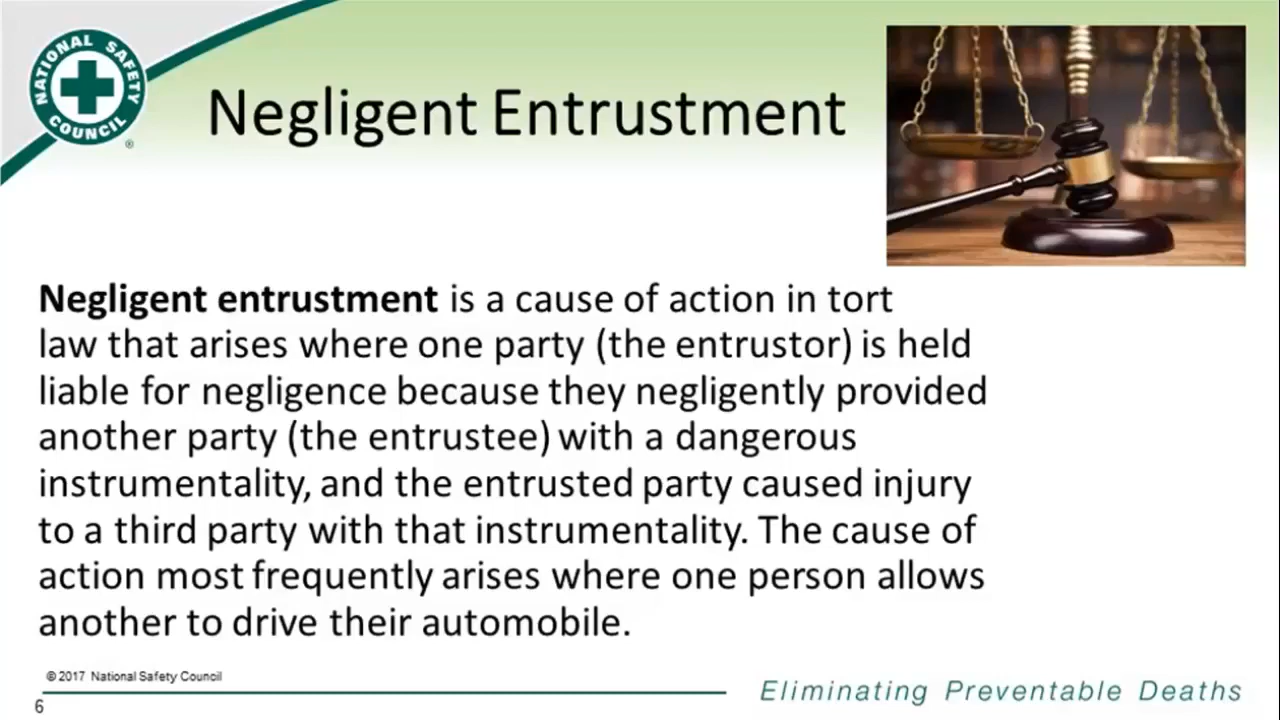 NATIONAL SAFETY
COUNCIL
®
Negligent Entrustment
Negligent entrustment is a cause of action in tort
law that arises where one party (the entrustor) is held
liable for negligence because they negligently provided
another party (the entrustee) with a dangerous
instrumentality, and the entrusted party caused injury
to a third party with that instrumentality. The cause of
action most frequently arises where one person allows
another to drive their automobile.
© 2017 National Safety Council
6
Eliminating Preventable Deaths